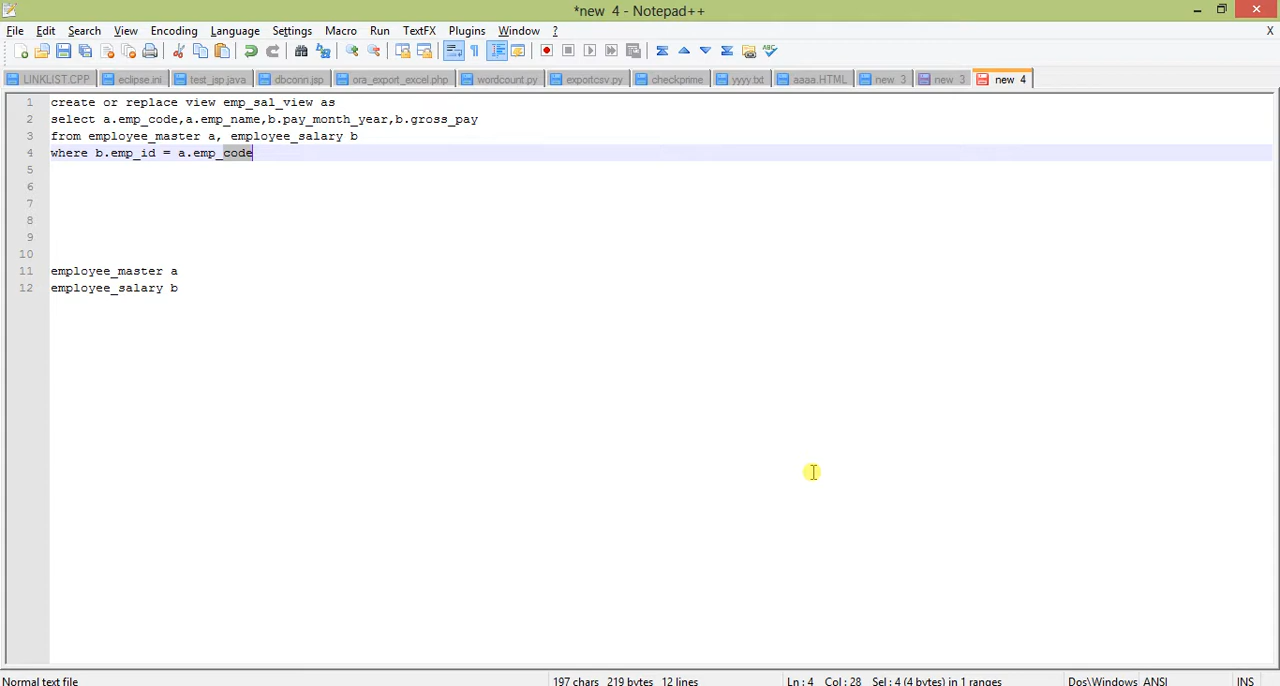 *new 4 - Notepad++
File Edit Search View Encoding Language Settings Macro Run TextFX Plugins Window ? X
LINKLIST.CPP eclipse.ini test_jsp.java dbconn.jsp ora_export_excel.php wordcount.py exportcsv.py checkprime yyyy.txt aaaa.HTML new 3 new 3 new 4
1 create or replace view emp_sal_view as
2 select a.emp_code,a.emp_name,b.pay_month_year,b.gross_pay
3 from employee_master a, employee_salary b
4 where b.emp_id = a.emp_code
5
6
7
8
9
10
11 employee_master a
12 employee_salary b
Normal text file 197 chars 219 bytes 12 lines Ln : 4 Col : 28 Sel : 4 (4 bytes) in 1 ranges Dos\Windows ANSI INS